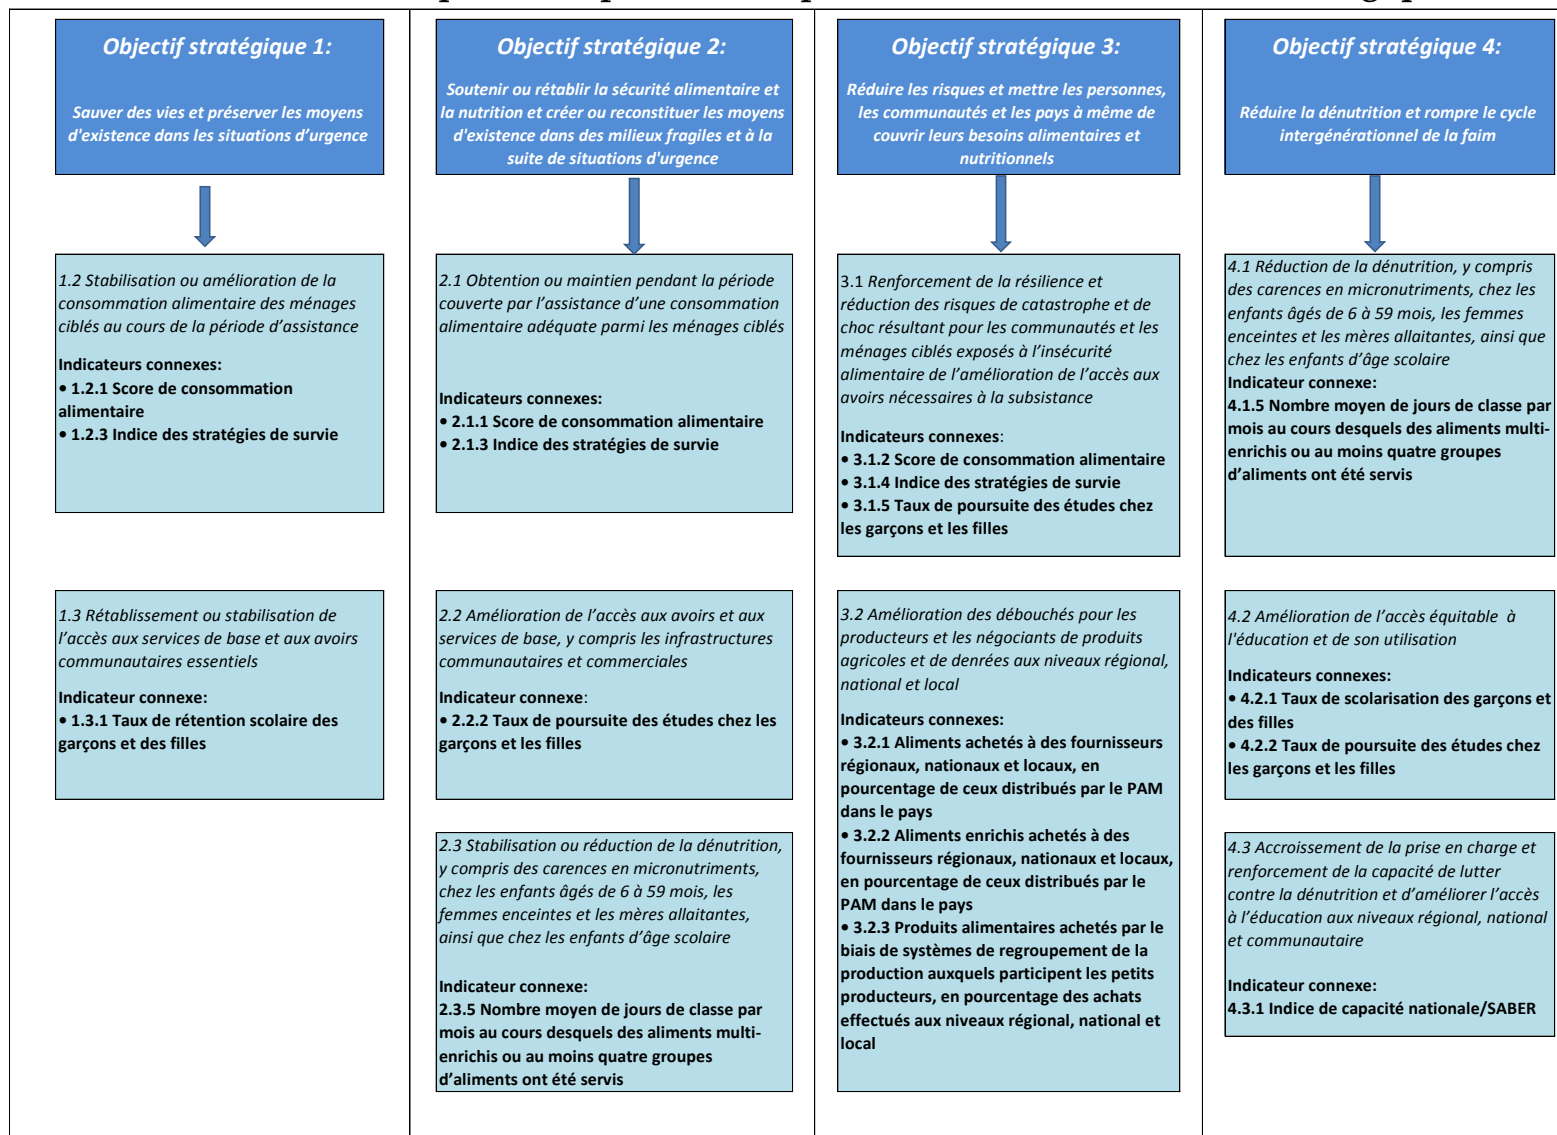 Objectif stratégique 1:
Sauver des vies et préserver les moyens
d'existence dans les situations d’urgence
1.2 Stabilisation ou amélioration de la
consommation alimentaire des ménages
ciblés au cours de la période d’assistance
Indicateurs connexes:
• 1.2.1 Score de consommation
alimentaire
• 1.2.3 Indice des stratégies de survie
1.3 Rétablissement ou stabilisation de
l’accès aux services de base et aux avoirs
communautaires essentiels
Indicateur connexe:
• 1.3.1 Taux de rétention scolaire des
garçons et des filles
Objectif stratégique 2:
Soutenir ou rétablir la sécurité alimentaire et
la nutrition et créer ou reconstituer les moyens
d'existence dans des milieux fragiles et à la
suite de situations d'urgence
2.1 Obtention ou maintien pendant la période
couverte par l’assistance d’une consommation
alimentaire adéquate parmi les ménages ciblés
Indicateurs connexes:
• 2.1.1 Score de consommation alimentaire
• 2.1.3 Indice des stratégies de survie
2.2 Amélioration de l’accès aux avoirs et aux
services de base, y compris les infrastructures
communautaires et commerciales
Indicateur connexe:
• 2.2.2 Taux de poursuite des études chez les
garçons et les filles
2.3 Stabilisation ou réduction de la dénutrition,
y compris des carences en micronutriments,
chez les enfants âgés de 6 à 59 mois, les
femmes enceintes et les mères allaitantes,
ainsi que chez les enfants d’âge scolaire
Indicateur connexe:
2.3.5 Nombre moyen de jours de classe par
mois au cours desquels des aliments multi-
enrichis ou au moins quatre groupes
d’aliments ont été servis
Objectif stratégique 3:
Réduire les risques et mettre les personnes,
les communautés et les pays à même de
couvrir leurs besoins alimentaires et
nutritionnels
3.1 Renforcement de la résilience et
réduction des risques de catastrophe et de
choc résultant pour les communautés et les
ménages ciblés exposés à l’insécurité
alimentaire de l’amélioration de l’accès aux
avoirs nécessaires à la subsistance
Indicateurs connexes:
• 3.1.2 Score de consommation alimentaire
• 3.1.4 Indice des stratégies de survie
• 3.1.5 Taux de poursuite des études chez
les garçons et les filles
3.2 Amélioration des débouchés pour les
producteurs et les négociants de produits
agricoles et de denrées aux niveaux régional,
national et local
Indicateurs connexes:
• 3.2.1 Aliments achetés à des fournisseurs
régionaux, nationaux et locaux, en
pourcentage de ceux distribués par le PAM
dans le pays
• 3.2.2 Aliments enrichis achetés à des
fournisseurs régionaux, nationaux et locaux,
en pourcentage de ceux distribués par le
PAM dans le pays
• 3.2.3 Produits alimentaires achetés par le
biais de systèmes de regroupement de la
production auxquels participent les petits
producteurs, en pourcentage des achats
effectués aux niveaux régional, national et
local
Objectif stratégique 4:
Réduire la dénutrition et rompre le cycle
intergénérationnel de la faim
4.1 Réduction de la dénutrition, y compris
des carences en micronutriments, chez les
enfants âgés de 6 à 59 mois, les femmes
enceintes et les mères allaitantes, ainsi que
chez les enfants d’âge scolaire
Indicateur connexe:
4.1.5 Nombre moyen de jours de classe par
mois au cours desquels des aliments multi-
enrichis ou au moins quatre groupes
d’aliments ont été servis
4.2 Amélioration de l’accès équitable à
l'éducation et de son utilisation
Indicateurs connexes:
• 4.2.1 Taux de scolarisation des garçons et
des filles
• 4.2.2 Taux de poursuite des études chez
les garçons et les filles
4.3 Accroissement de la prise en charge et
renforcement de la capacité de lutter
contre la dénutrition et d’améliorer l’accès
à l’éducation aux niveaux régional, national
et communautaire
Indicateur connexe:
4.3.1 Indice de capacité nationale/SABER